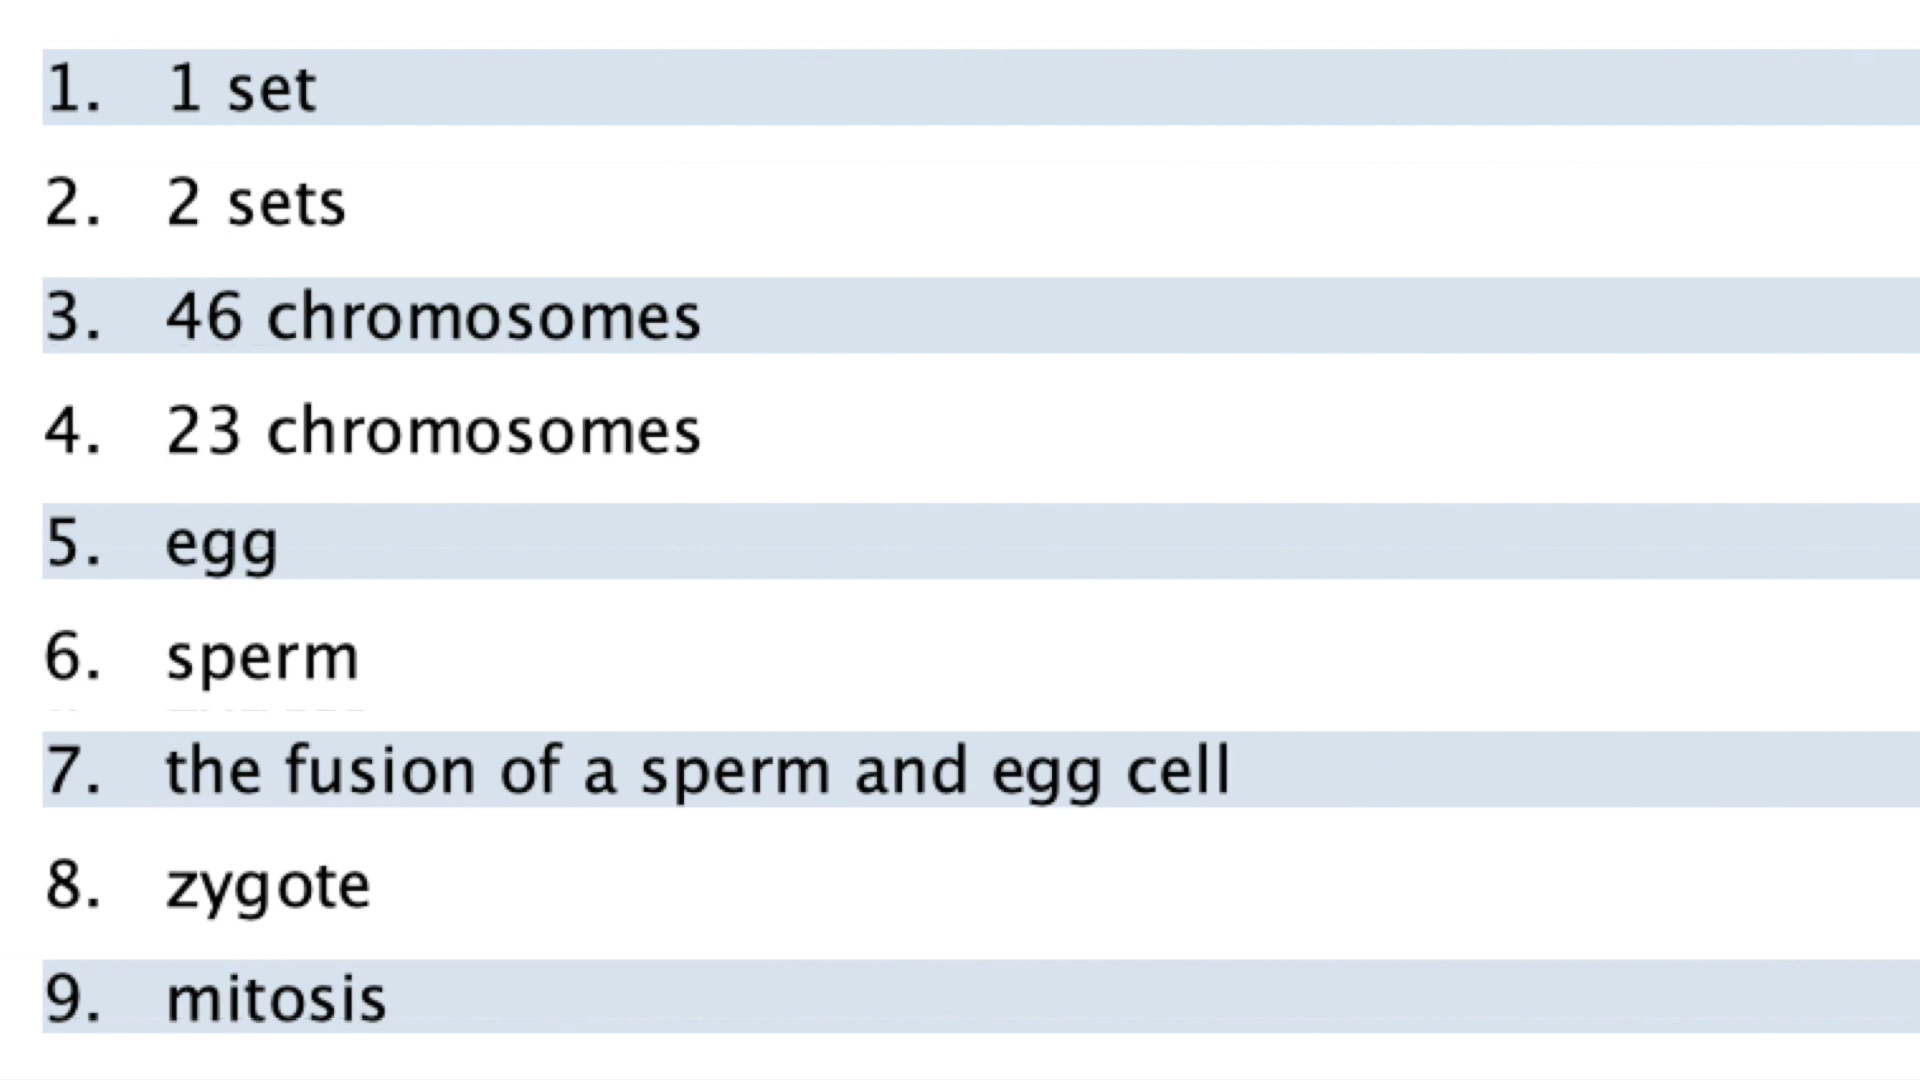 1. 1 set
2. 2 sets
3. 46 chromosomes
4. 23 chromosomes
5. egg
6. sperm
7. the fusion of a sperm and egg cell
8. zygote
9. mitosis